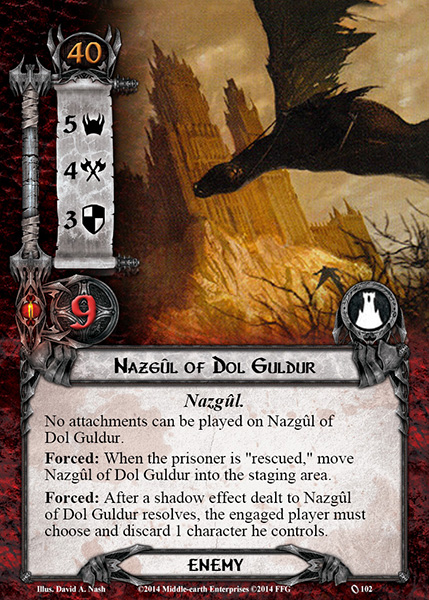 40
5
4
3
9
Nazgûl of Dol Guldur
Nazgûl.
No attachments can be played on Nazgûl of
Dol Guldur.
Forced: When the prisoner is "rescued," move
Nazgûl of Dol Guldur into the staging area.
Forced: After a shadow effect dealt to Nazgûl
of Dol Guldur resolves, the engaged player must
choose and discard 1 character he controls.
ENEMY
Illus. David A. Nash ©2014 Middle-earth Enterprises ©2014 FFG 102